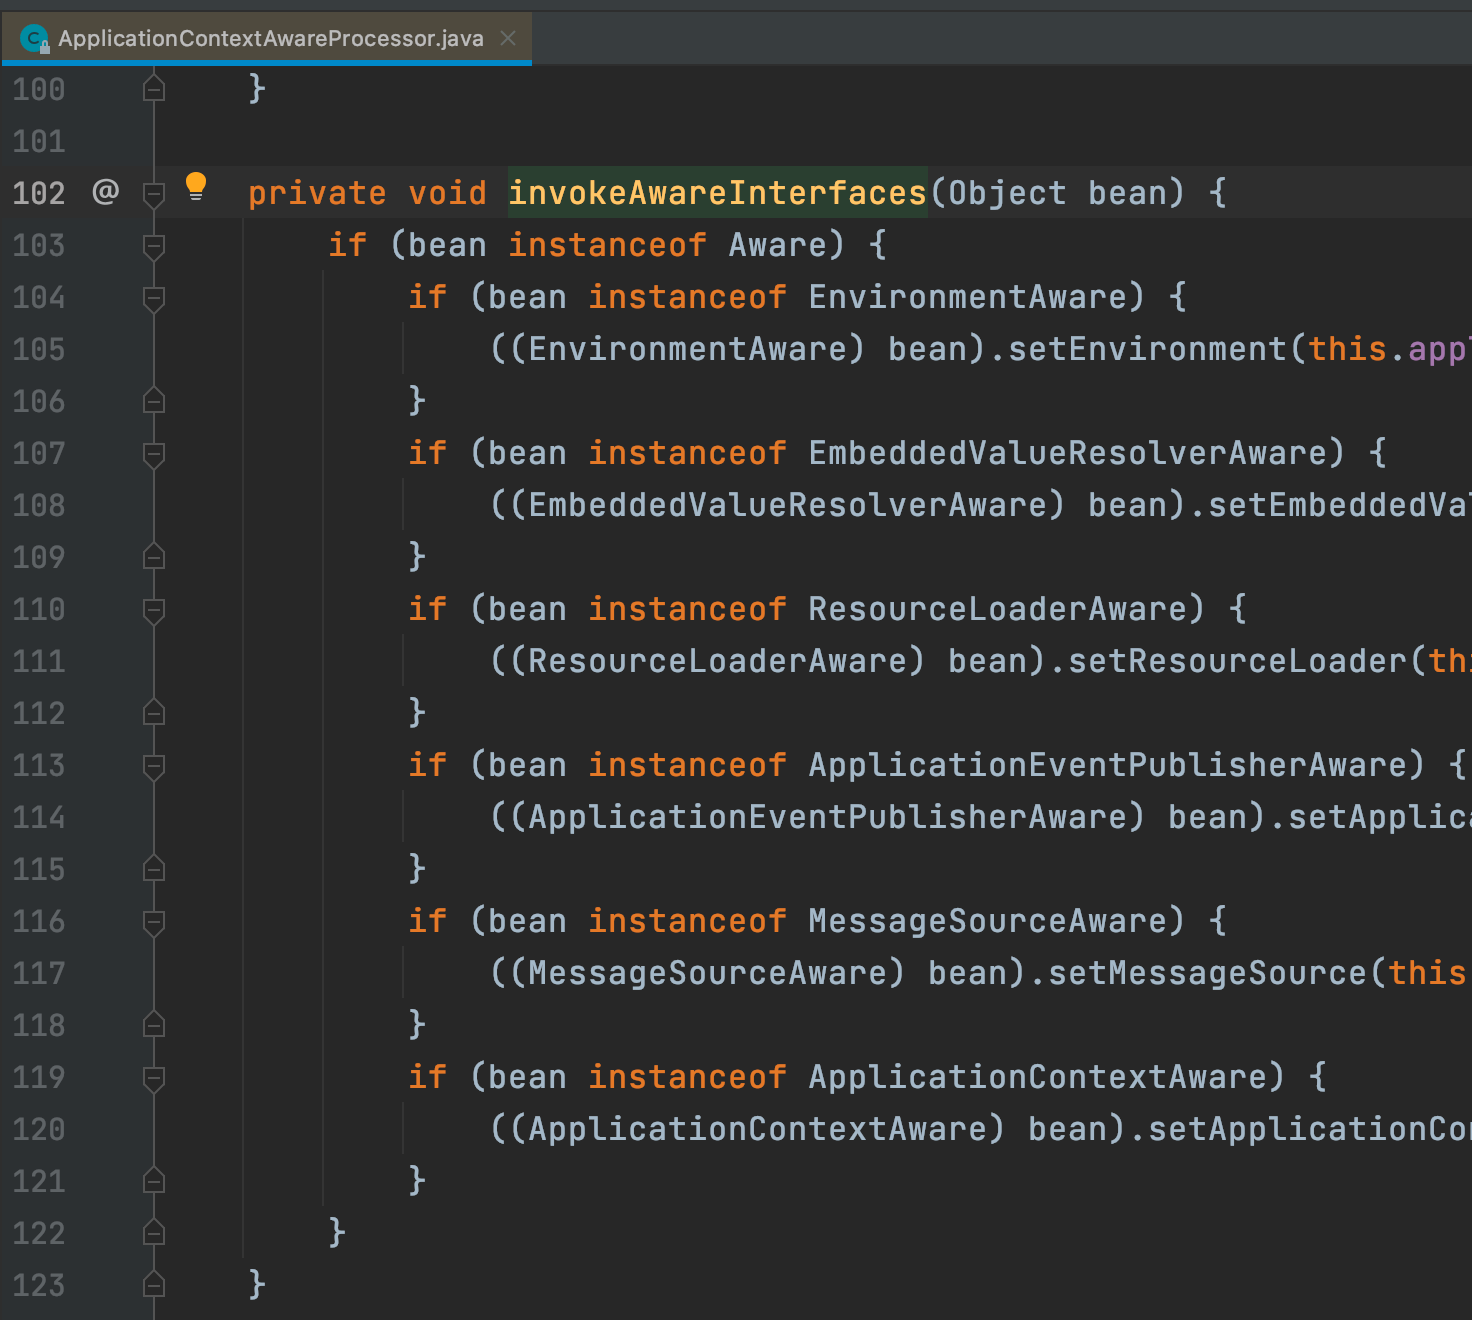 ApplicationContextAwareProcessor.java
100 }
101
102 @ private void invokeAwareInterfaces(Object bean) {
103 if (bean instanceof Aware) {
104 if (bean instanceof EnvironmentAware) {
105 ((EnvironmentAware) bean).setEnvironment(this.appl
106 }
107 if (bean instanceof EmbeddedValueResolverAware) {
108 ((EmbeddedValueResolverAware) bean).setEmbeddedVal
109 }
110 if (bean instanceof ResourceLoaderAware) {
111 ((ResourceLoaderAware) bean).setResourceLoader(thi
112 }
113 if (bean instanceof ApplicationEventPublisherAware) {
114 ((ApplicationEventPublisherAware) bean).setApplica
115 }
116 if (bean instanceof MessageSourceAware) {
117 ((MessageSourceAware) bean).setMessageSource(this
118 }
119 if (bean instanceof ApplicationContextAware) {
120 ((ApplicationContextAware) bean).setApplicationCon
121 }
122 }
123 }